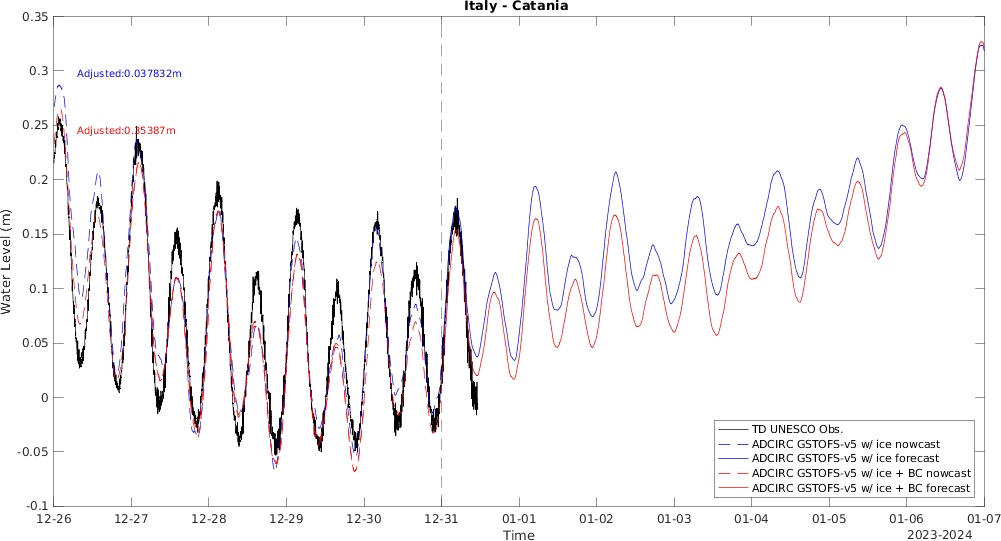 Italy - Catania
0.35
0.3
0.25
0.2
0.15
0.1
0.05
0
-0.05
-0.1
Water Level (m)
Adjusted:0.037832m
Adjusted:0.35387m
TD UNESCO Obs.
ADCIRC GSTOFS-v5 w/ ice nowcast
ADCIRC GSTOFS-v5 w/ ice forecast
ADCIRC GSTOFS-v5 w/ ice + BC nowcast
ADCIRC GSTOFS-v5 w/ ice + BC forecast
12-26 12-27 12-28 12-29 12-30 12-31 01-01 01-02 01-03 01-04 01-05 01-06 01-07
Time
2023-2024